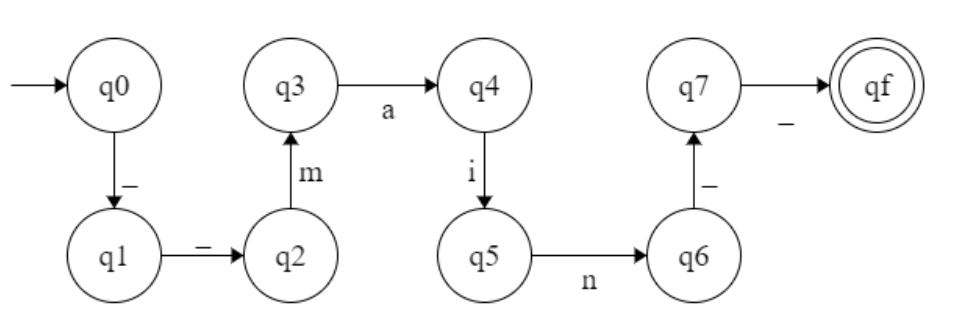 q0 q3 a q4 q7 _ qf
_ m i _
q1 _ q2 q5 n q6